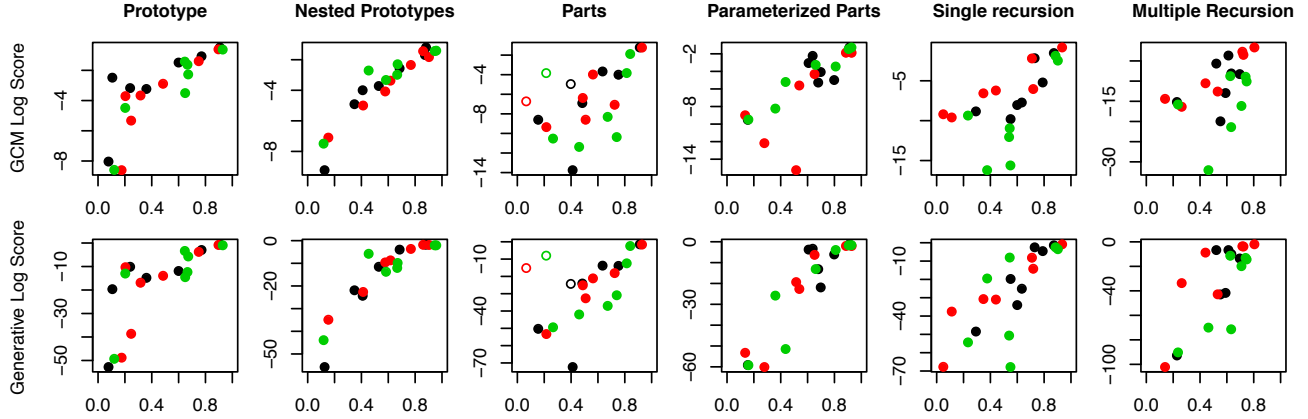 Prototype Nested Prototypes Parts Parameterized Parts Single recursion Multiple Recursion
GCM Log Score
-4 -8
-4 -8
-6 -10 -14
-2 -8 -14
-5 -15
-15 -30
0.0 0.4 0.8 0.0 0.4 0.8 0.0 0.4 0.8 0.0 0.4 0.8 0.0 0.4 0.8 0.0 0.4 0.8
Generative Log Score
-10 -30 -50
0 -20 -50
-10 -40 -70
0 -30 -60
-10 -40 -70
0 -40 -100
0.0 0.4 0.8 0.0 0.4 0.8 0.0 0.4 0.8 0.0 0.4 0.8 0.0 0.4 0.8 0.0 0.4 0.8